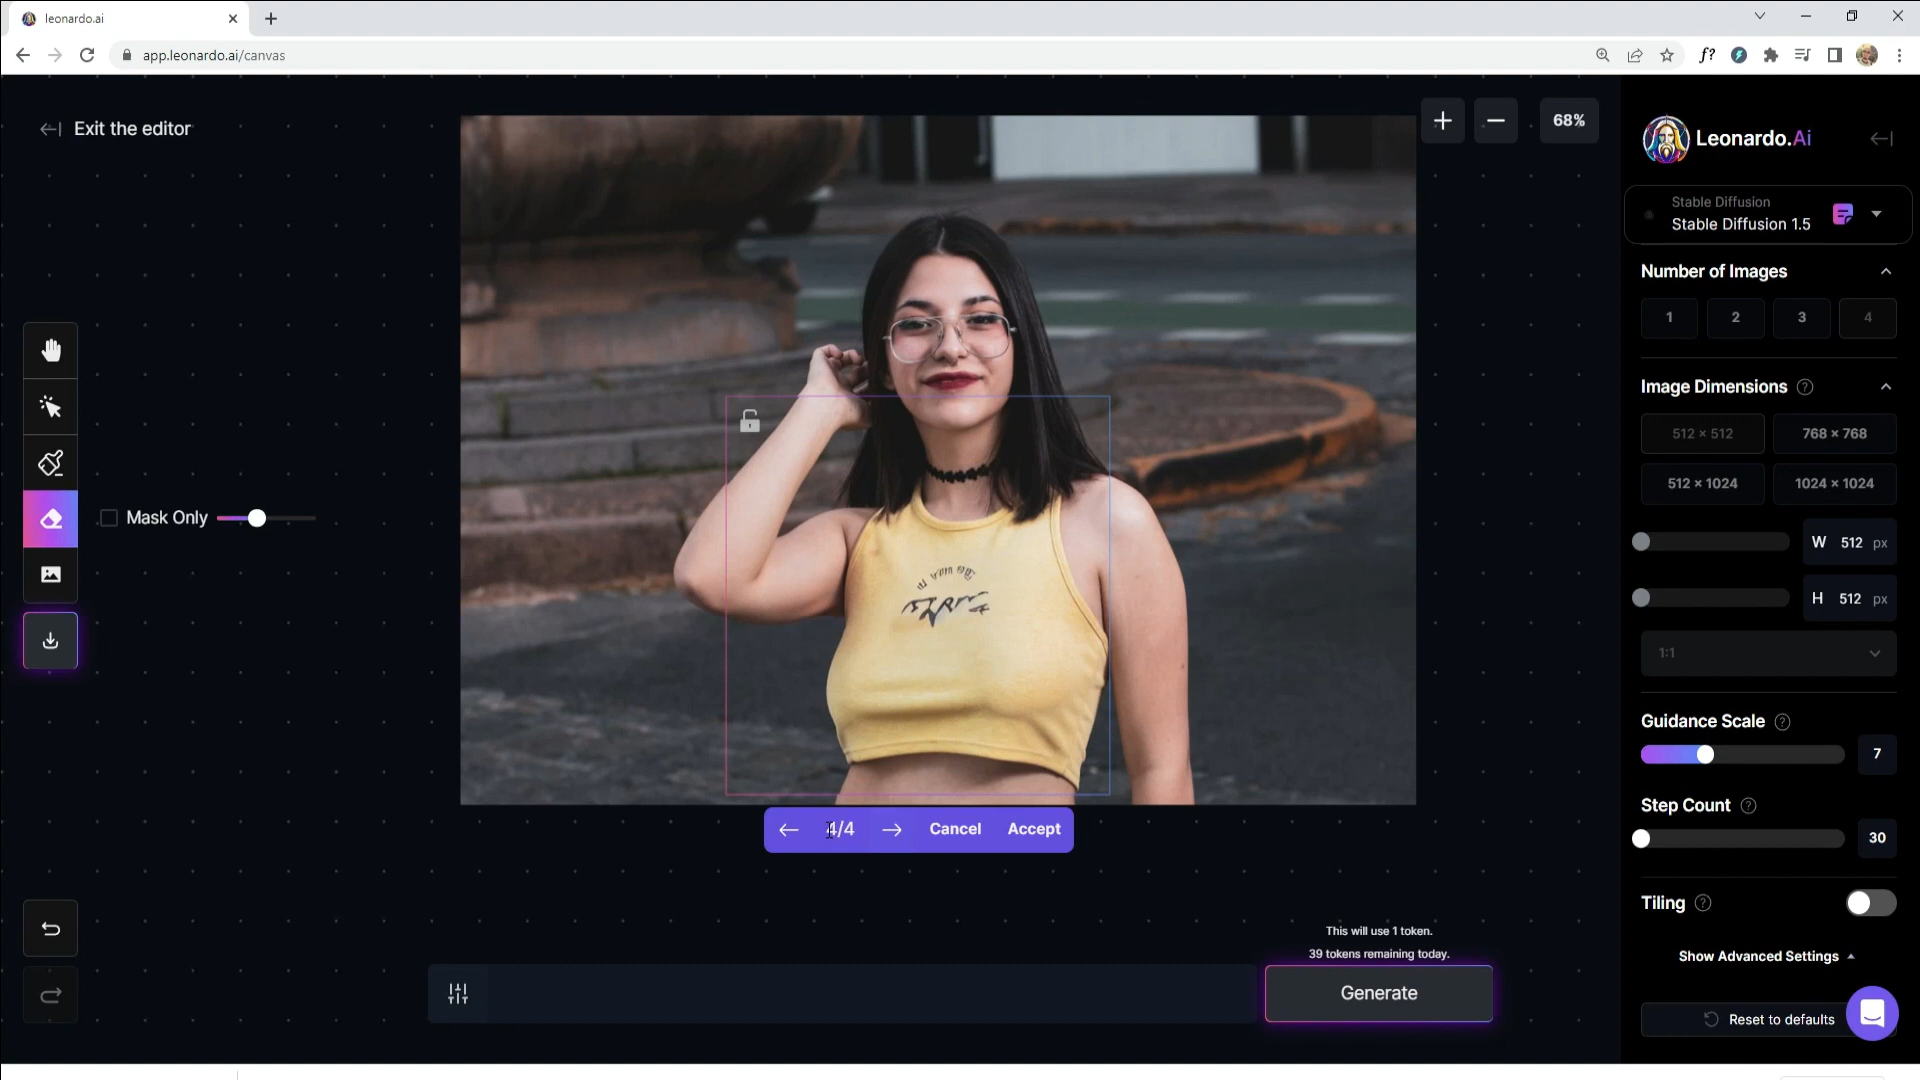 leonardo.ai
app.leonardo.ai/canvas
Exit the editor
68%
Leonardo.Ai
Stable Diffusion
Stable Diffusion 1.5
Number of Images
1 2 3 4
Image Dimensions
512 × 512 768 × 768
512 × 1024 1024 × 1024
Mask Only
W 512 px
H 512 px
1:1
Guidance Scale
7
Step Count
30
4/4 Cancel Accept
Tiling
This will use 1 token.
39 tokens remaining today.
Show Advanced Settings
Generate
Reset to defaults